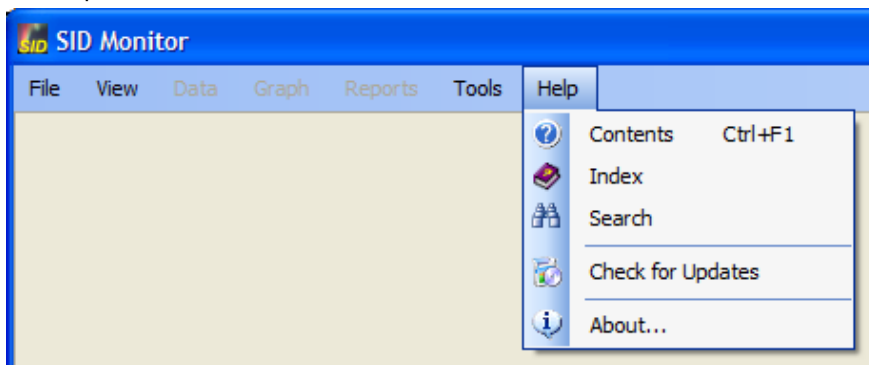 SID SID Monitor
File View Data Graph Reports Tools Help
Contents Ctrl+F1
Index
Search
Check for Updates
About...